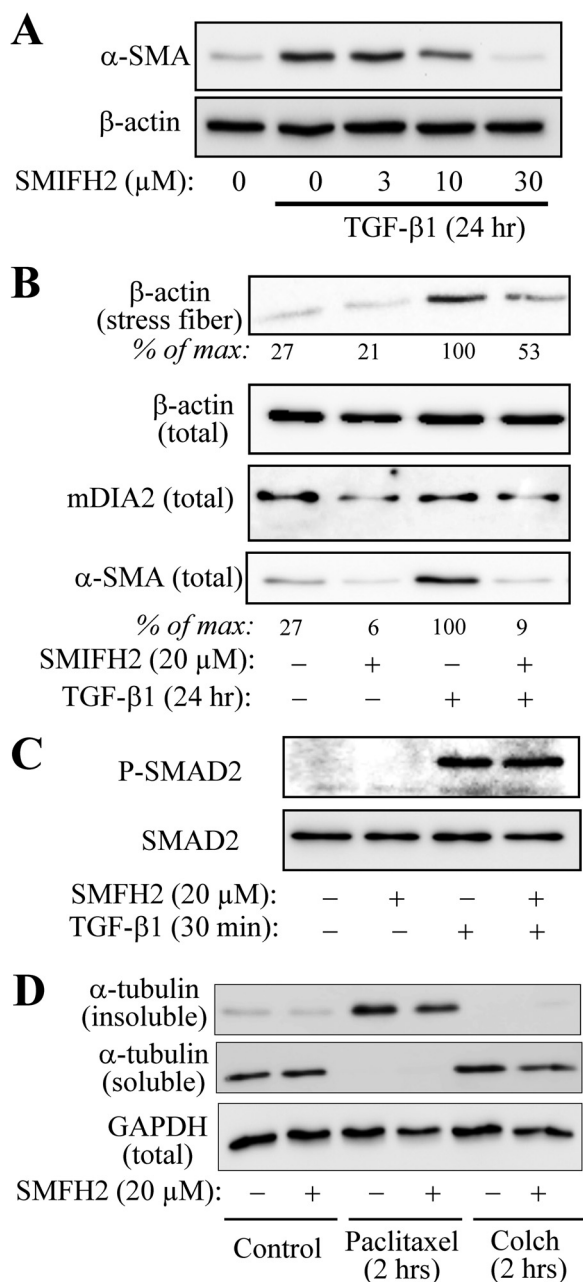 A
α-SMA
β-actin
SMIFH2 (µM): 0 0 3 10 30
TGF-β1 (24 hr)
B
β-actin
(stress fiber)
% of max: 27 21 100 53
β-actin
(total)
mDIA2 (total)
α-SMA (total)
% of max: 27 6 100 9
SMIFH2 (20 µM): – + – +
TGF-β1 (24 hr): – – + +
C
P-SMAD2
SMAD2
SMFH2 (20 µM): – + – +
TGF-β1 (30 min): – – + +
D
α-tubulin
(insoluble)
α-tubulin
(soluble)
GAPDH
(total)
SMFH2 (20 µM): – + – + – +
Control Paclitaxel Colch
(2 hrs) (2 hrs)